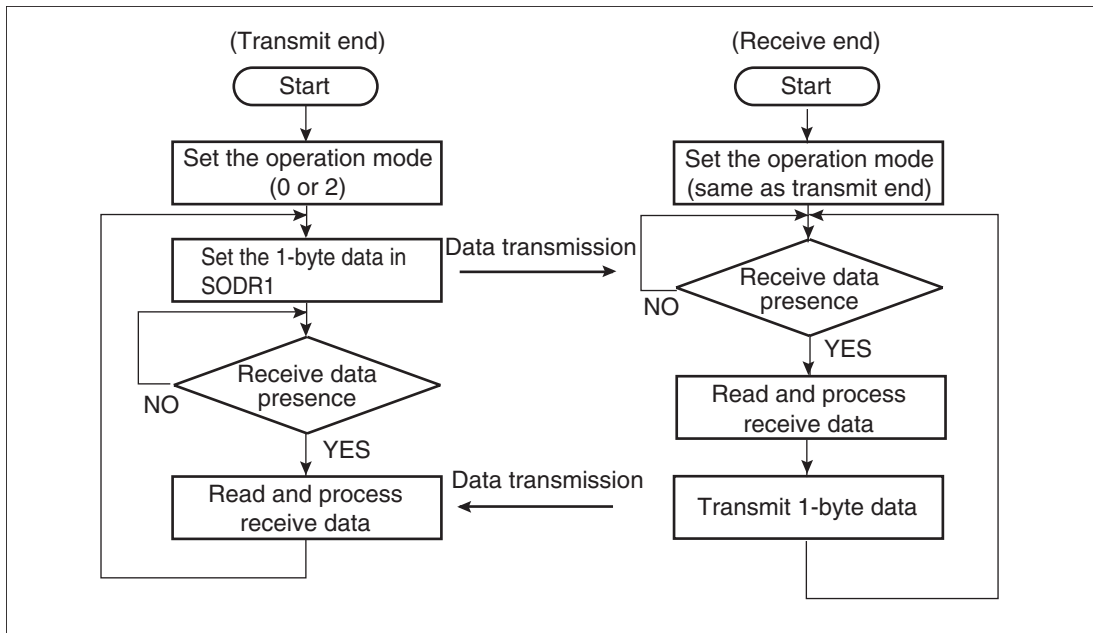 (Transmit end)
Start
Set the operation mode
(0 or 2)
Set the 1-byte data in
SODR1
Receive data
presence
NO
YES
Read and process
receive data
Data transmission
Data transmission
(Receive end)
Start
Set the operation mode
(same as transmit end)
Receive data
presence
NO
YES
Read and process
receive data
Transmit 1-byte data